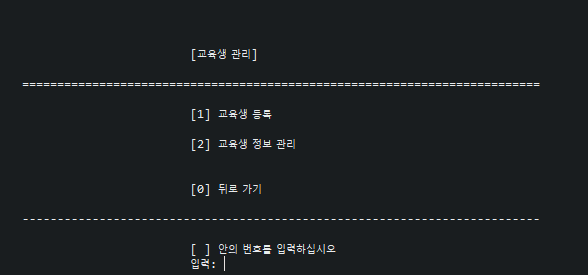 [교육생 관리]
==========================================================================
[1] 교육생 등록
[2] 교육생 정보 관리
[0] 뒤로 가기
--------------------------------------------------------------------------
[ ] 안의 번호를 입력하십시오
입력: